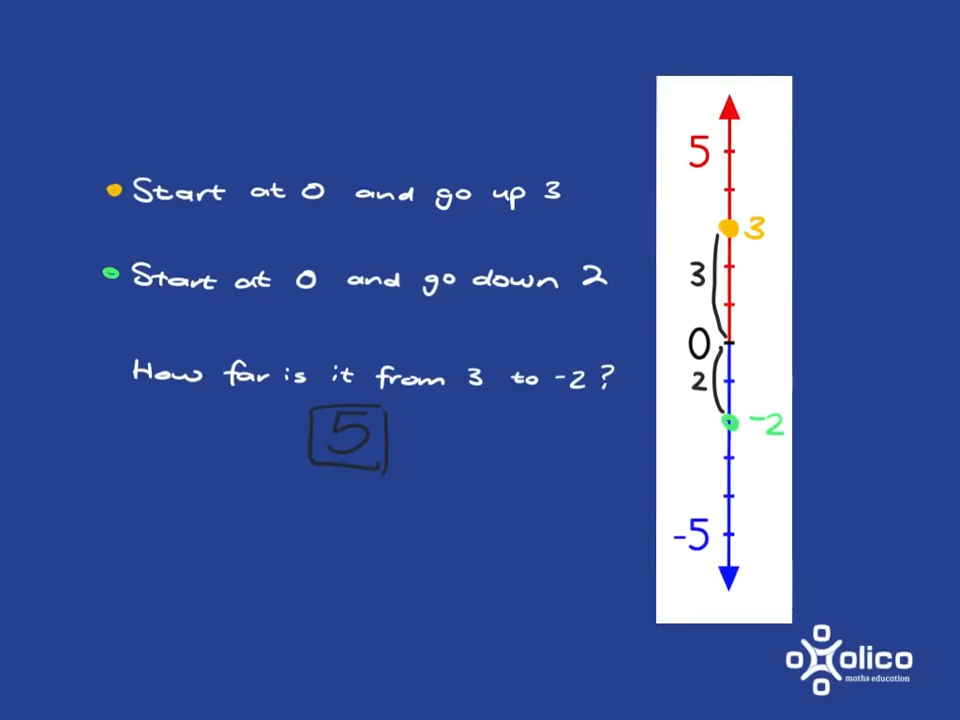 Start at 0 and go up 3
Start at 0 and go down 2
How far is it from 3 to -2?
5
5
3
3
0
2
-2
-5
olico
maths education